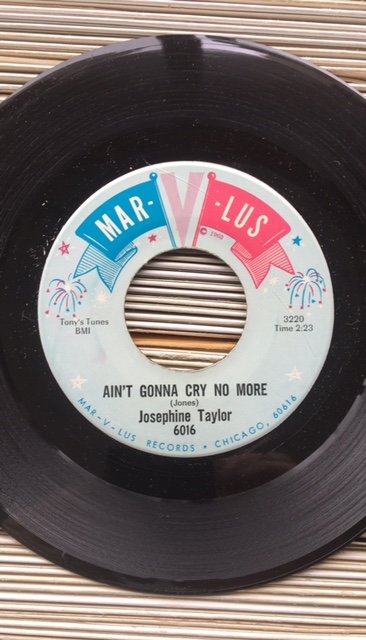 MAR-V-LUS
© 1962
Tony's Tunes
BMI
3220
Time 2:23
AIN'T GONNA CRY NO MORE
(Jones)
Josephine Taylor
6016
MAR-V-LUS RECORDS • CHICAGO, 60616